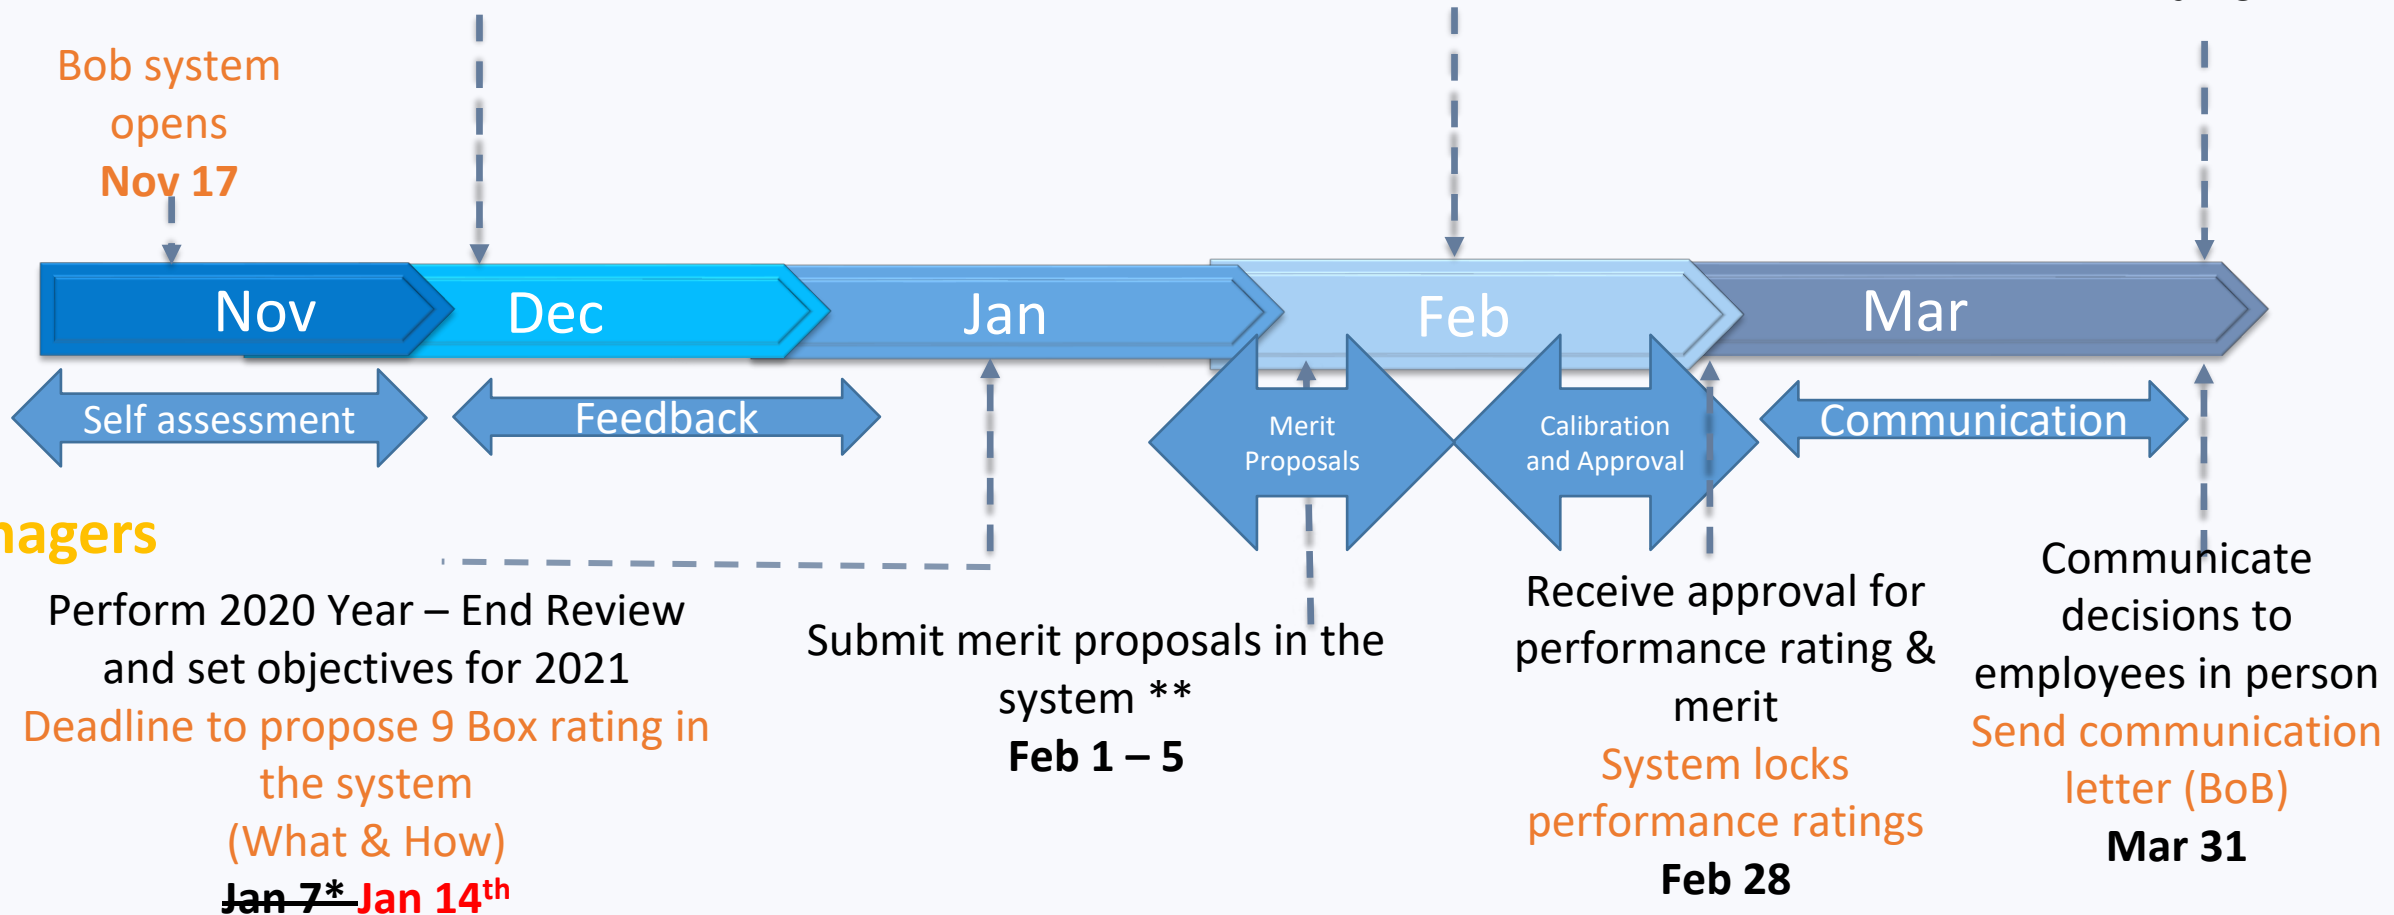 Bob system
opens
Nov 17
Nov
Dec
Jan
Feb
Mar
Self assessment
Feedback
Merit
Proposals
Calibration
and Approval
Communication
nagers
Perform 2020 Year – End Review
and set objectives for 2021
Deadline to propose 9 Box rating in
the system
(What & How)
Jan 7* Jan 14th
Submit merit proposals in the
system **
Feb 1 – 5
Receive approval for
performance rating &
merit
System locks
performance ratings
Feb 28
Communicate
decisions to
employees in person
Send communication
letter (BoB)
Mar 31